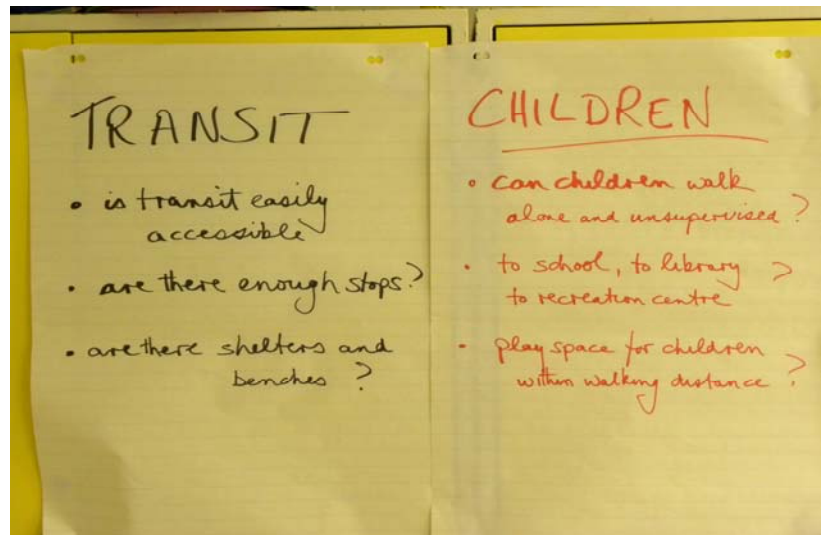 TRANSIT
• is transit easily
accessible
• are there enough stops?
• are there shelters and
benches ?
CHILDREN
• can children walk
alone and unsupervised?
• to school, to library
to recreation centre ?
- play space for children
within walking distance ?